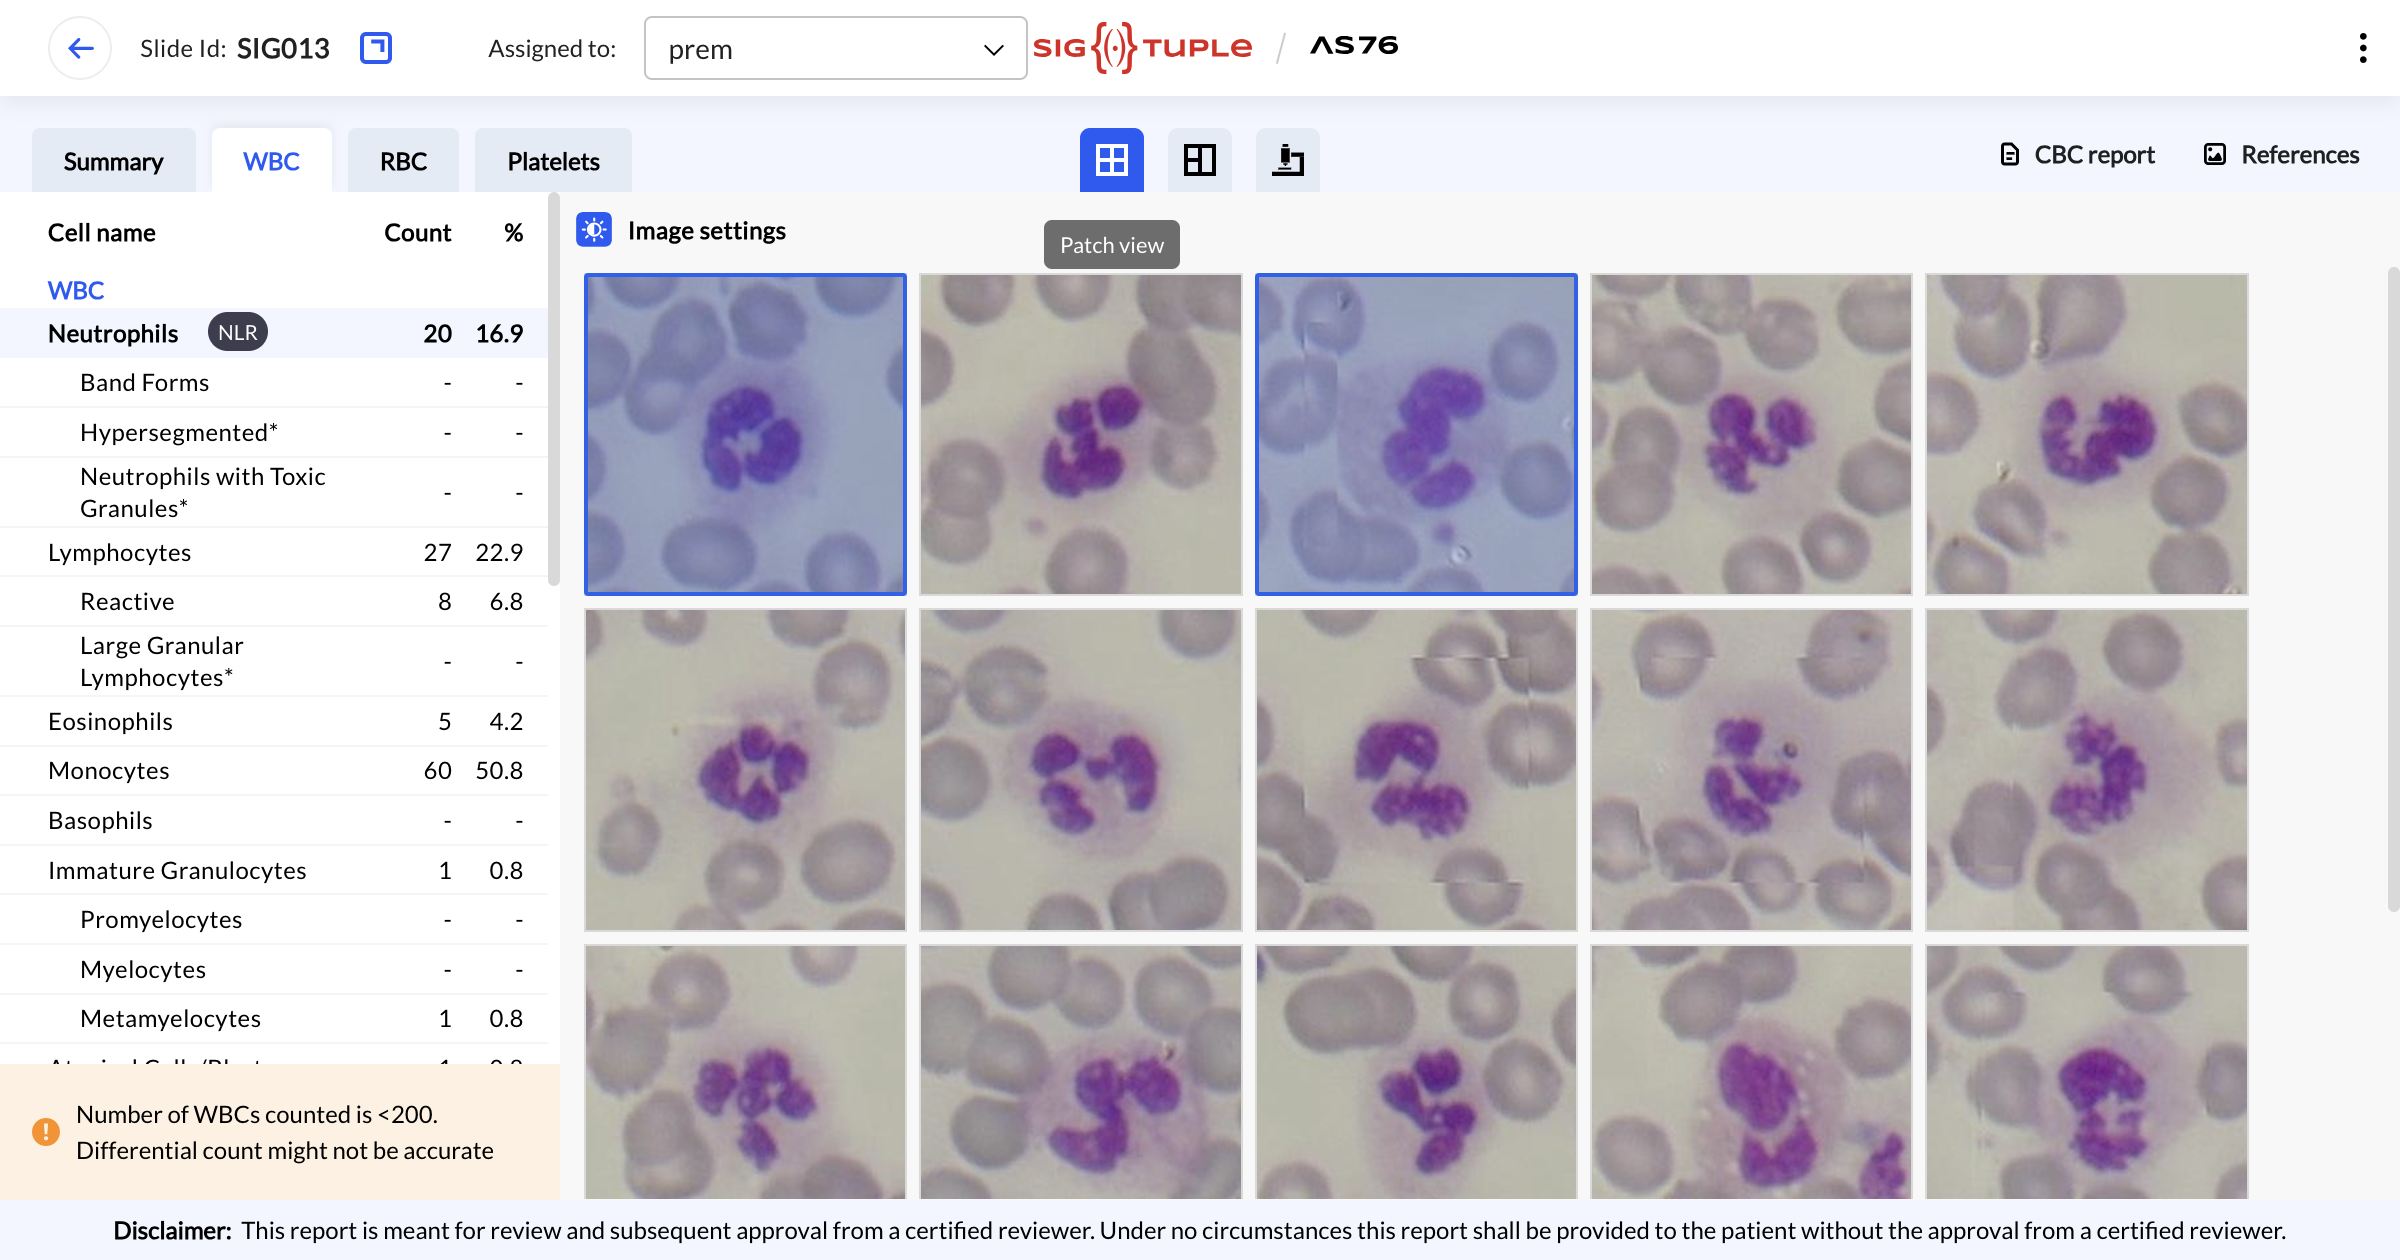 Slide Id: SIG013
Assigned to:
prem
SIG TUPLE / AS76
Summary
WBC
RBC
Platelets
CBC report
References
Cell name Count %
Image settings
Patch view
WBC
Neutrophils NLR 20 16.9
Band Forms - -
Hypersegmented* - -
Neutrophils with Toxic
Granules* - -
Lymphocytes 27 22.9
Reactive 8 6.8
Large Granular
Lymphocytes* - -
Eosinophils 5 4.2
Monocytes 60 50.8
Basophils - -
Immature Granulocytes 1 0.8
Promyelocytes - -
Myelocytes - -
Metamyelocytes 1 0.8
Number of WBCs counted is <200.
Differential count might not be accurate
Disclaimer: This report is meant for review and subsequent approval from a certified reviewer. Under no circumstances this report shall be provided to the patient without the approval from a certified reviewer.